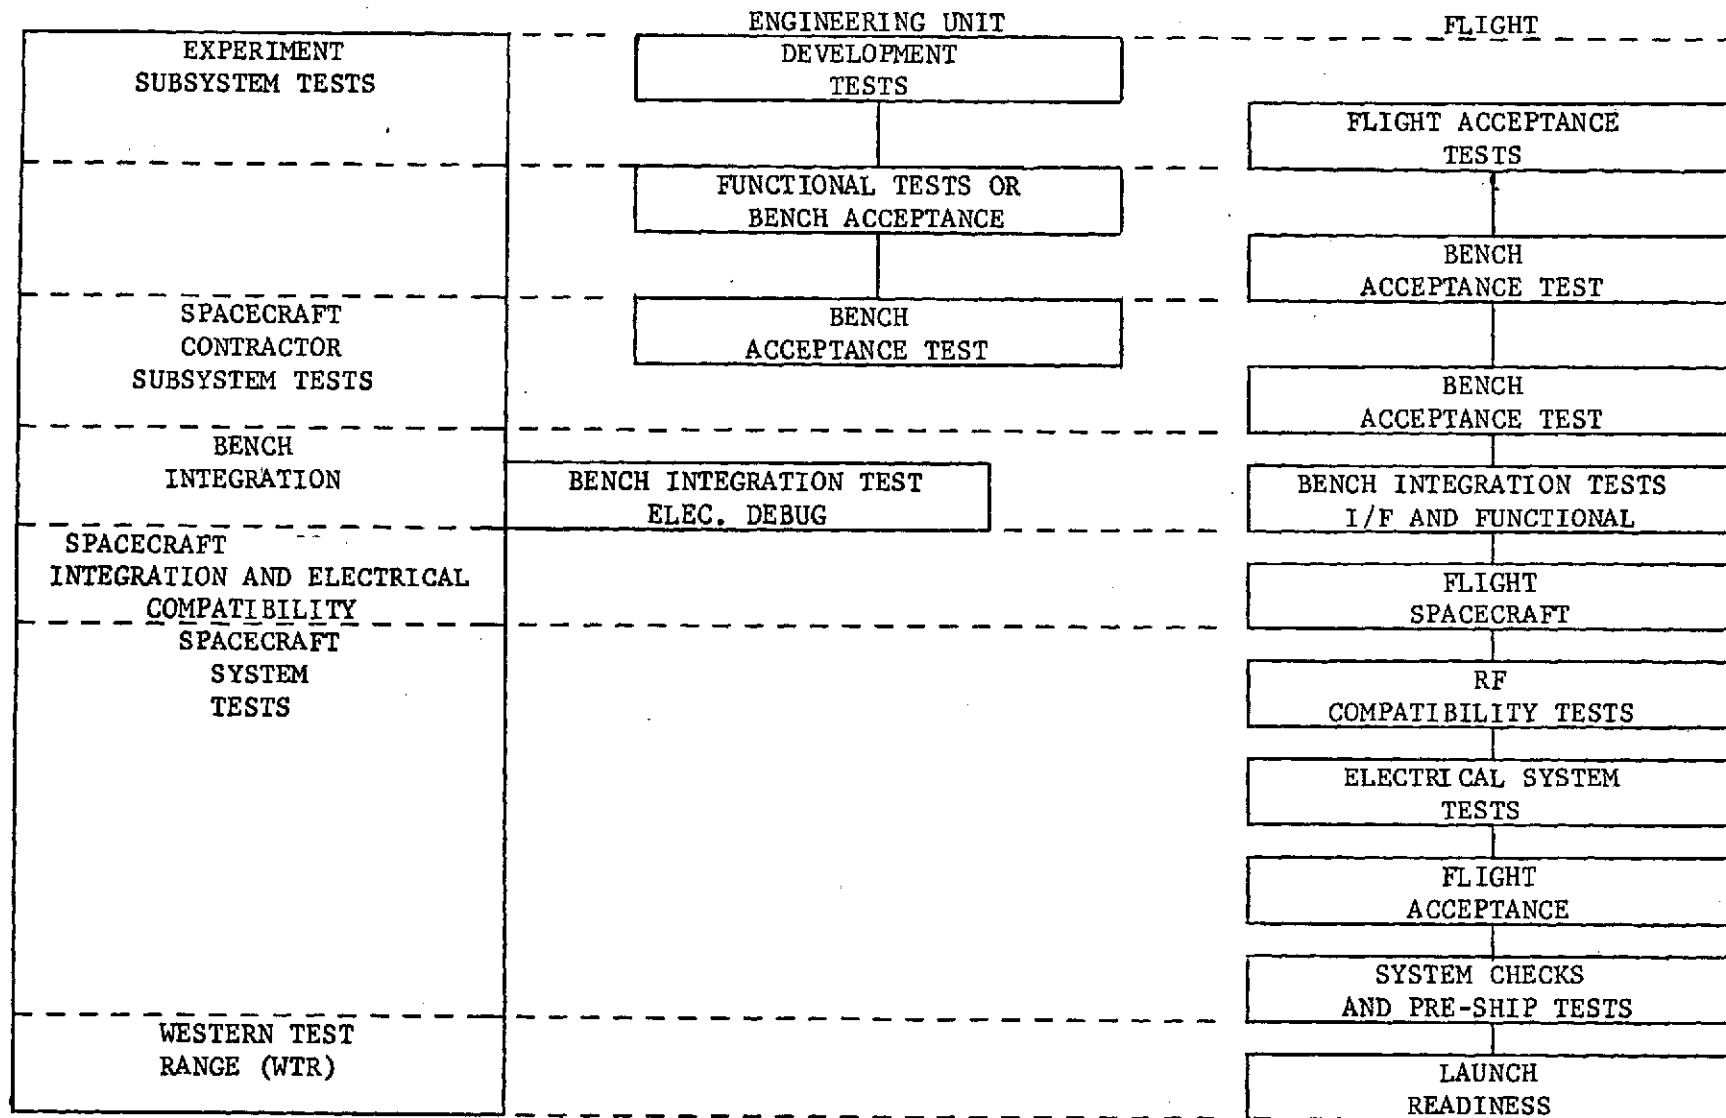 ENGINEERING UNIT
FLIGHT
EXPERIMENT
SUBSYSTEM TESTS
DEVELOPMENT
TESTS
FLIGHT ACCEPTANCE
TESTS
FUNCTIONAL TESTS OR
BENCH ACCEPTANCE
BENCH
ACCEPTANCE TEST
SPACECRAFT
CONTRACTOR
SUBSYSTEM TESTS
BENCH
ACCEPTANCE TEST
BENCH
ACCEPTANCE TEST
BENCH
INTEGRATION
BENCH INTEGRATION TEST
ELEC. DEBUG
BENCH INTEGRATION TESTS
I/F AND FUNCTIONAL
SPACECRAFT
INTEGRATION AND ELECTRICAL
COMPATIBILITY
FLIGHT
SPACECRAFT
SPACECRAFT
SYSTEM
TESTS
RF
COMPATIBILITY TESTS
ELECTRICAL SYSTEM
TESTS
FLIGHT
ACCEPTANCE
SYSTEM CHECKS
AND PRE-SHIP TESTS
WESTERN TEST
RANGE (WTR)
LAUNCH
READINESS